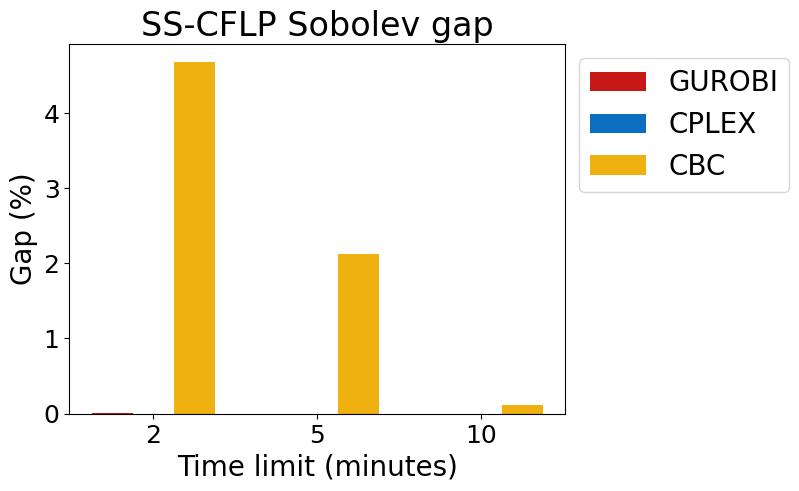 SS-CFLP Sobolev gap
GUROBI
CPLEX
CBC
Gap (%)
4
3
2
1
0
2 5 10
Time limit (minutes)